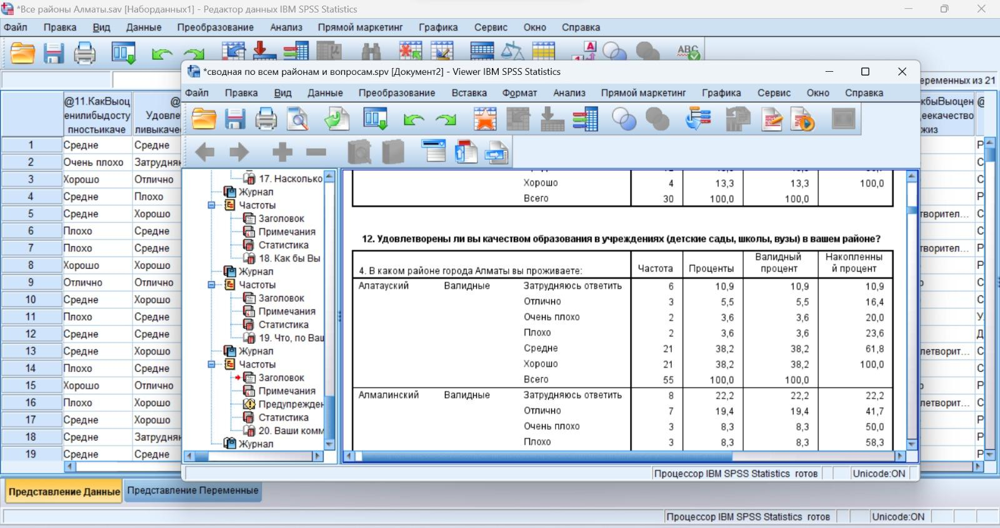 *Все районы Алматы.sav [Наборданных1] - Редактор данных IBM SPSS Statistics
Файл Правка Вид Данные Преобразование Анализ Прямой маркетинг Графика Сервис Окно Справка
ABC
еременных из 21
@11.КакВыоц
енилибыдосту
пностьикаче
@
Удовле
ливыкаче
кбыВыоцен
еекачество
жиз
@
1 Средне Средне
2 Очень плохо Затрудня
3 Хорошо Отлично
4 Средне Плохо
5 Средне Хорошо
6 Плохо Средне
7 Плохо Средне
8 Хорошо Хорошо
9 Отлично Отлично
10 Средне Хорошо
11 Плохо Средне
12 Средне Средне
13 Средне Хорошо
14 Плохо Средне
15 Хорошо Отлично
16 Плохо Хорошо
17 Средне Хорошо
18 Средне Затрудня
19 Средне Средне
творител...
творител...
летворит...
летворит...
*сводная по всем районам и вопросам.spv [Документ2] - Viewer IBM SPSS Statistics
Файл Правка Вид Данные Преобразование Вставка Формат Анализ Прямой маркетинг Графика Сервис Окно Справка
17. Насколько
Журнал
Частоты
Заголовок
Примечания
Статистика
18. Как бы Вы
Журнал
Частоты
Заголовок
Примечания
Статистика
19. Что, по Ваш
Журнал
Частоты
Заголовок
Примечания
Предупрежден
Статистика
20. Ваши комм
Журнал
Хорошо 4 13,3 13,3 100,0
Всего 30 100,0 100,0
12. Удовлетворены ли вы качеством образования в учреждениях (детские сады, школы, вузы) в вашем районе?
4. В каком районе города Алматы вы проживаете: Частота Проценты Валидный процент Накопленны й процент
Алатауский Валидные Затрудняюсь ответить 6 10,9 10,9 10,9
Отлично 3 5,5 5,5 16,4
Очень плохо 2 3,6 3,6 20,0
Плохо 2 3,6 3,6 23,6
Средне 21 38,2 38,2 61,8
Хорошо 21 38,2 38,2 100,0
Всего 55 100,0 100,0
Алмалинский Валидные Затрудняюсь ответить 8 22,2 22,2 22,2
Отлично 7 19,4 19,4 41,7
Очень плохо 3 8,3 8,3 50,0
Плохо 3 8,3 8,3 58,3
Процессор IBM SPSS Statistics готов Unicode:ON
Представление Данные Представление Переменные
Процессор IBM SPSS Statistics готов Unicode:ON